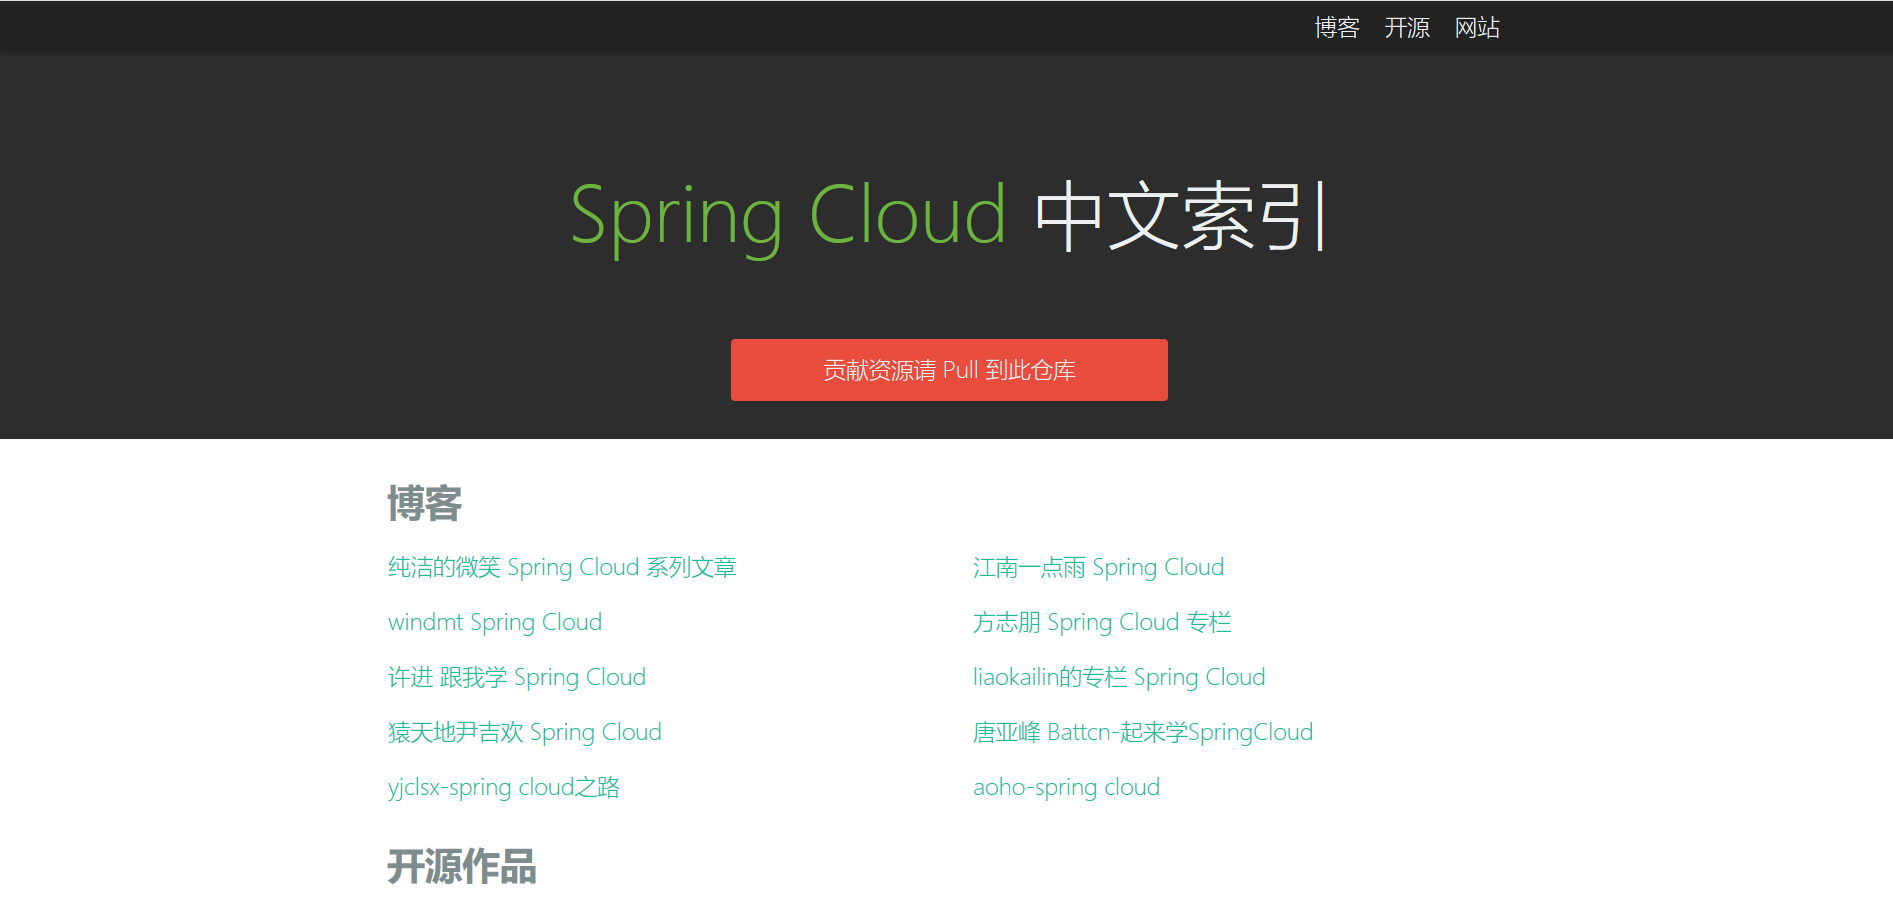 博客 开源 网站
Spring Cloud 中文索引
贡献资源请 Pull 到此仓库
博客
纯洁的微笑 Spring Cloud 系列文章
江南一点雨 Spring Cloud
windmt Spring Cloud
方志朋 Spring Cloud 专栏
许进 跟我学 Spring Cloud
liaokailin的专栏 Spring Cloud
猿天地尹吉欢 Spring Cloud
唐亚峰 Battcn-起来学SpringCloud
yjclsx-spring cloud之路
aoho-spring cloud
开源作品